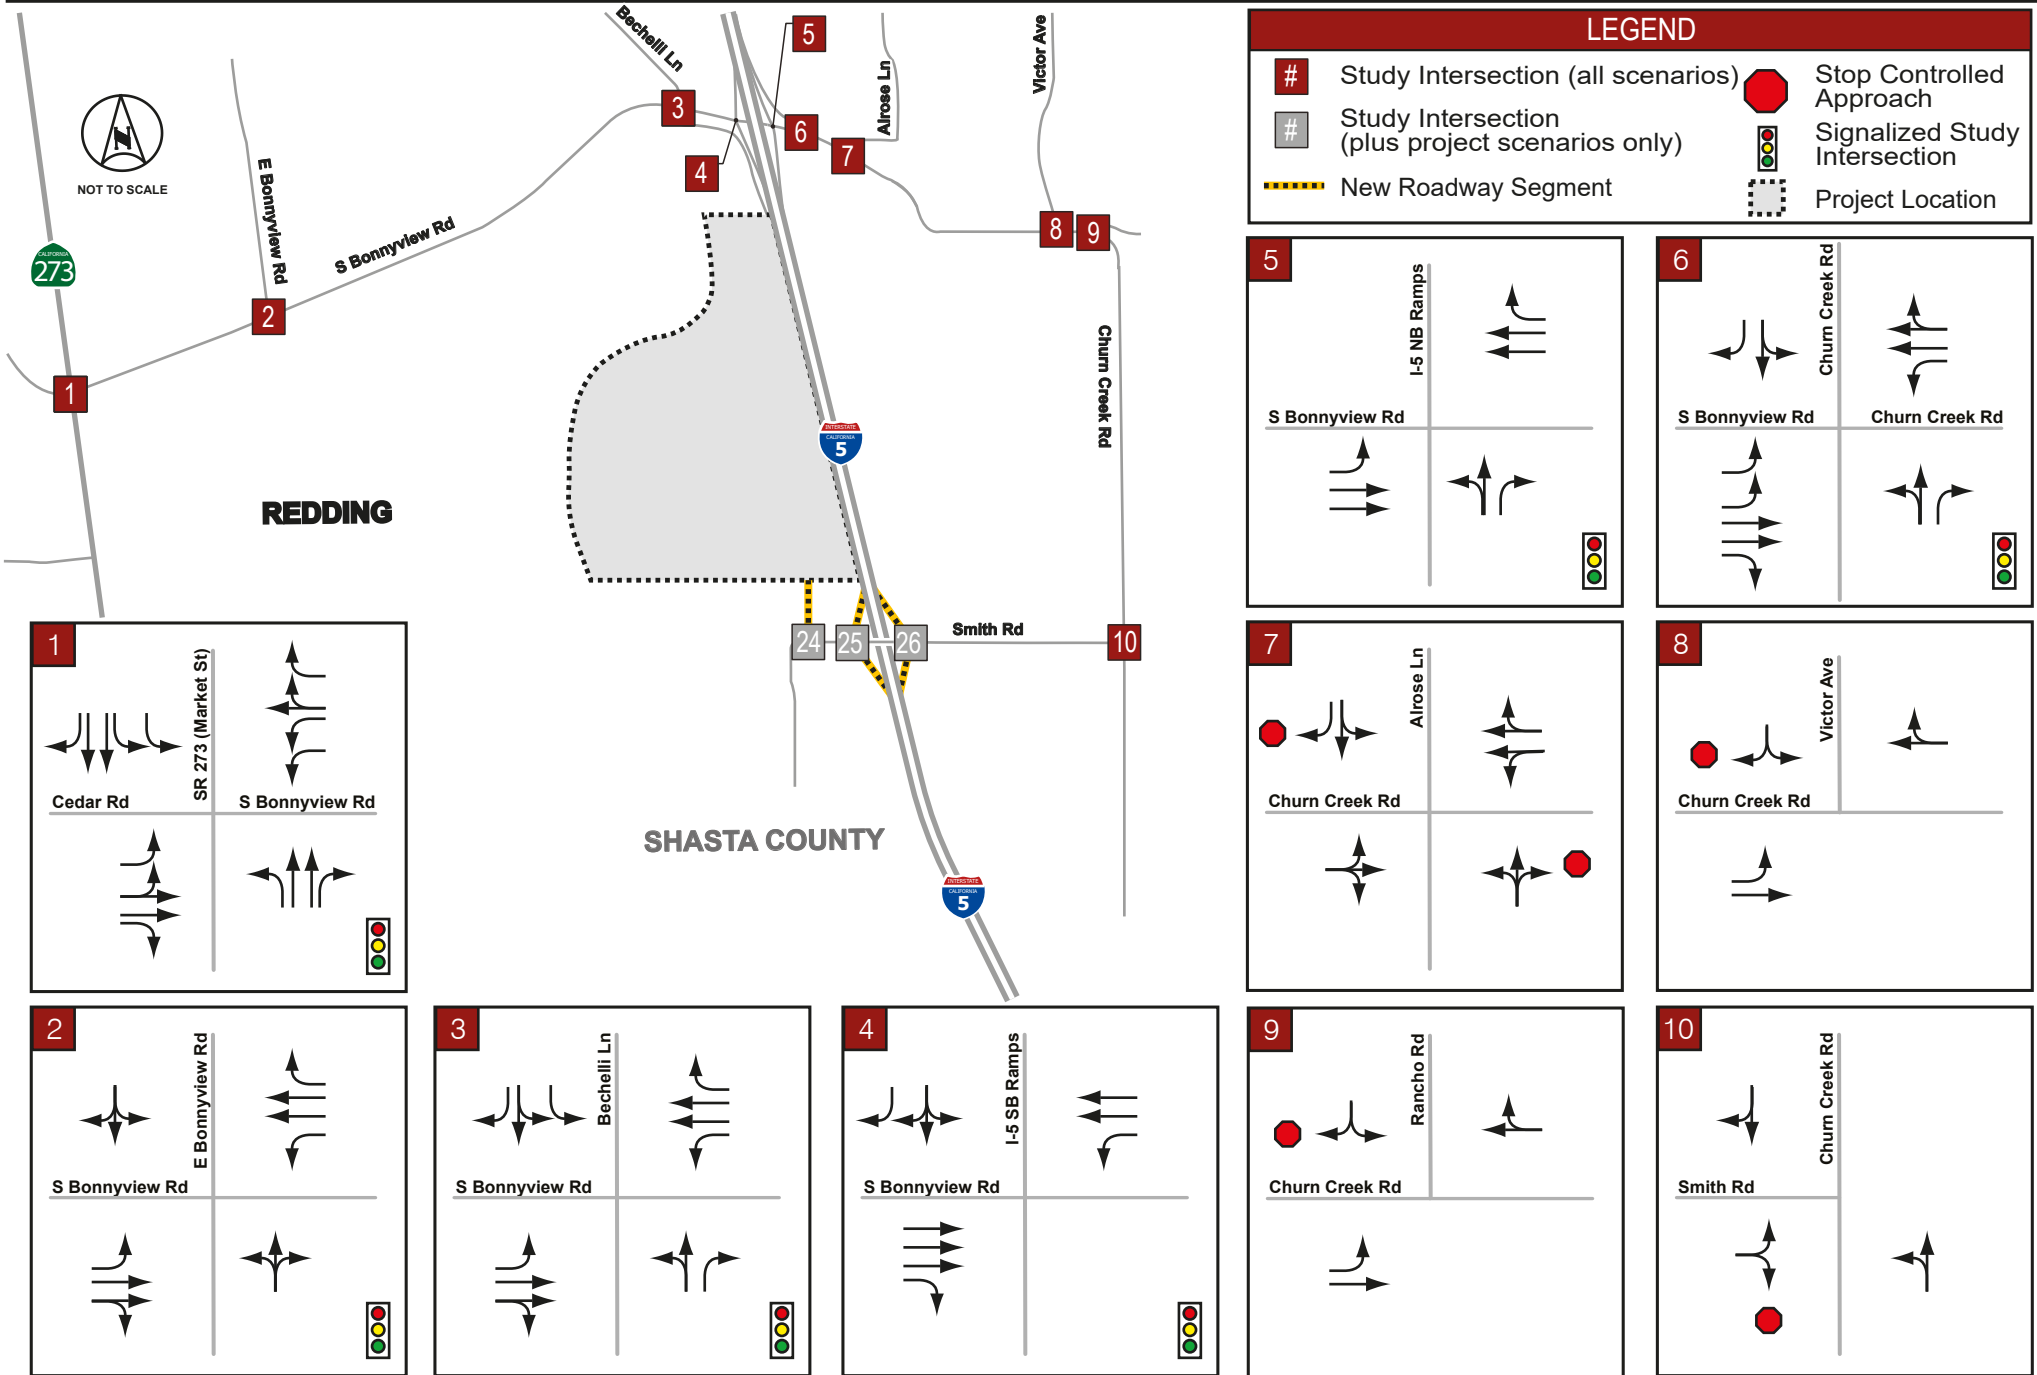 Bechelli Ln
5
Alrose Ln
Victor Ave
3
6
7
4
N
NOT TO SCALE
E Bonnyview Rd
S Bonnyview Rd
8
9
CALIFORNIA
273
2
1
Churn Creek Rd
INTERSTATE
CALIFORNIA
5
REDDING
24
25
26
Smith Rd
10
SHASTA COUNTY
INTERSTATE
CALIFORNIA
5
LEGEND
# Study Intersection (all scenarios)
# Study Intersection
(plus project scenarios only)
New Roadway Segment
Stop Controlled
Approach
Signalized Study
Intersection
Project Location
5
I-5 NB Ramps
S Bonnyview Rd
6
Churn Creek Rd
S Bonnyview Rd
Churn Creek Rd
1
SR 273 (Market St)
Cedar Rd
S Bonnyview Rd
7
Alrose Ln
Churn Creek Rd
8
Victor Ave
Churn Creek Rd
2
E Bonnyview Rd
S Bonnyview Rd
3
Bechelli Ln
S Bonnyview Rd
4
I-5 SB Ramps
S Bonnyview Rd
9
Rancho Rd
Churn Creek Rd
10
Churn Creek Rd
Smith Rd